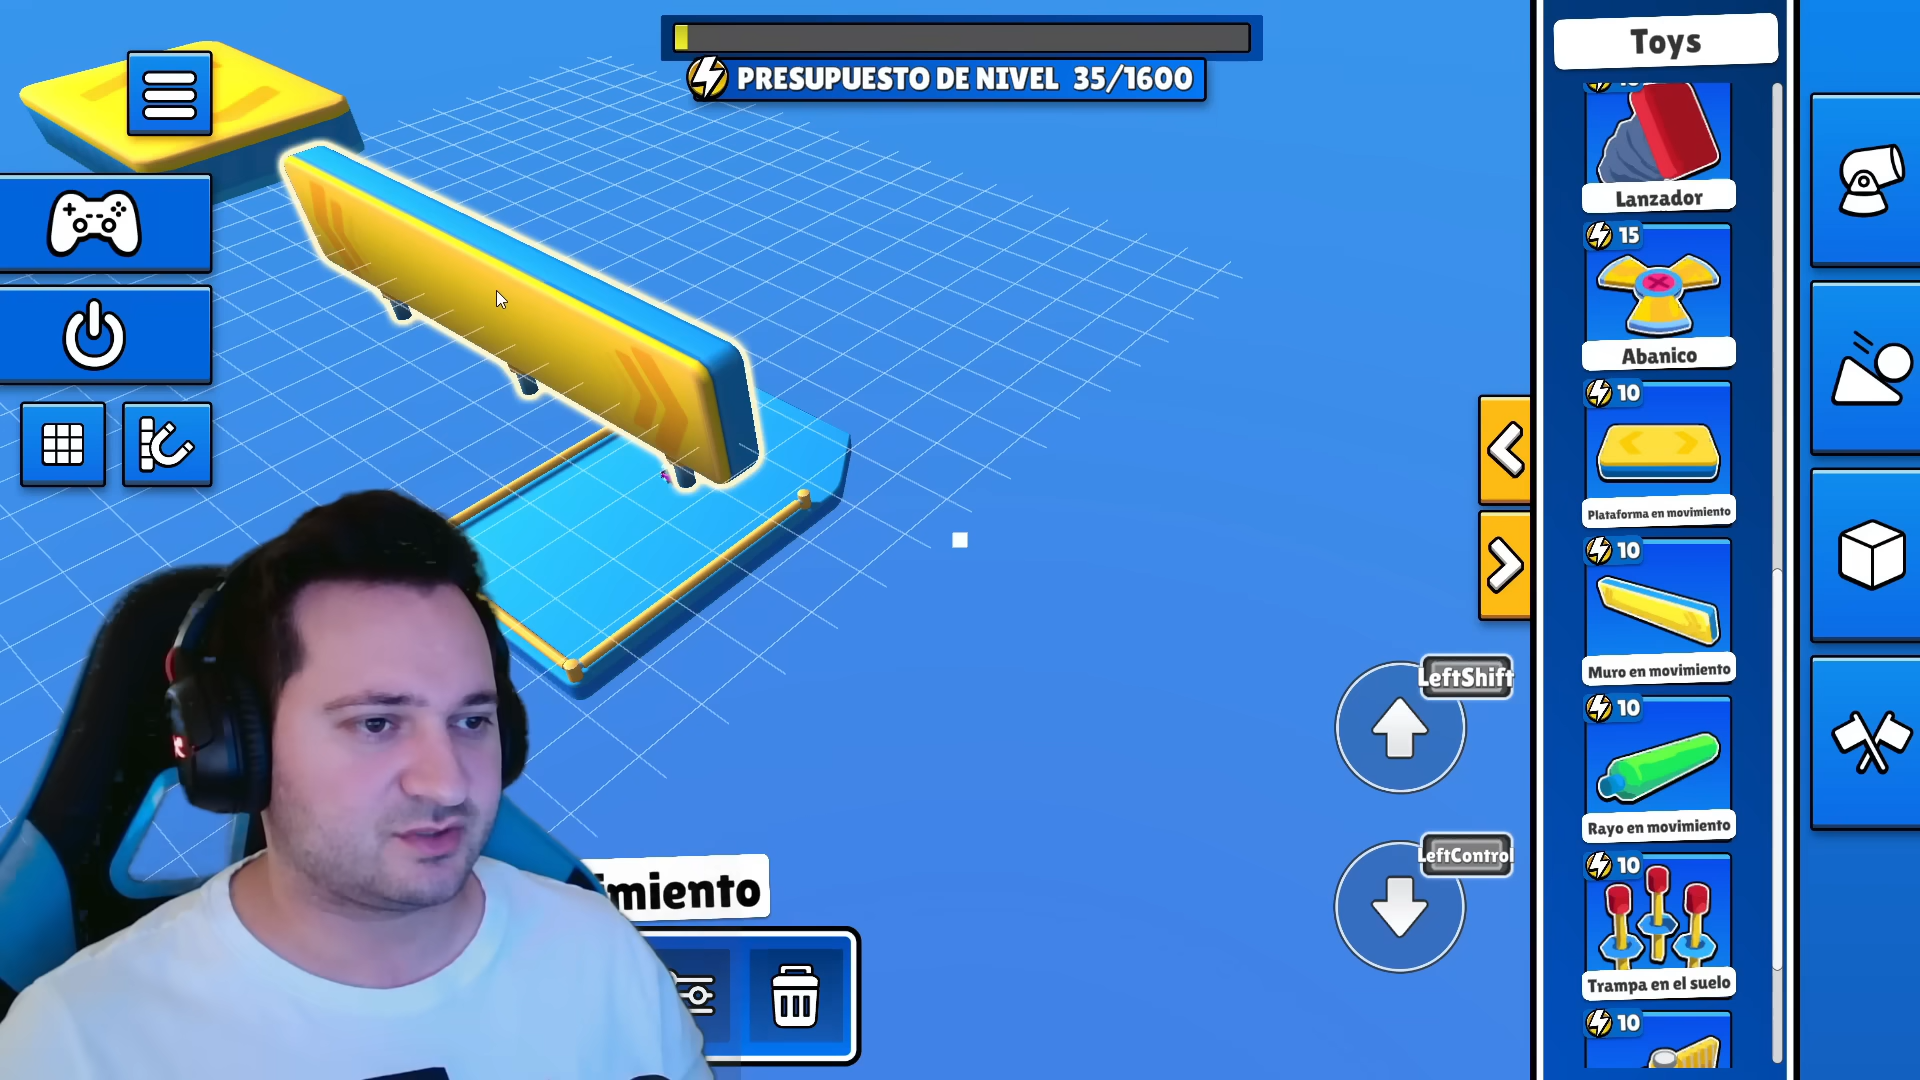 PRESUPUESTO DE NIVEL 35/1600
Toys
Lanzador
15
Abanico
10
Plataforma en movimiento
10
Muro en movimiento
10
Rayo en movimiento
10
Trampa en el suelo
10
LeftShift
LeftControl
imiento